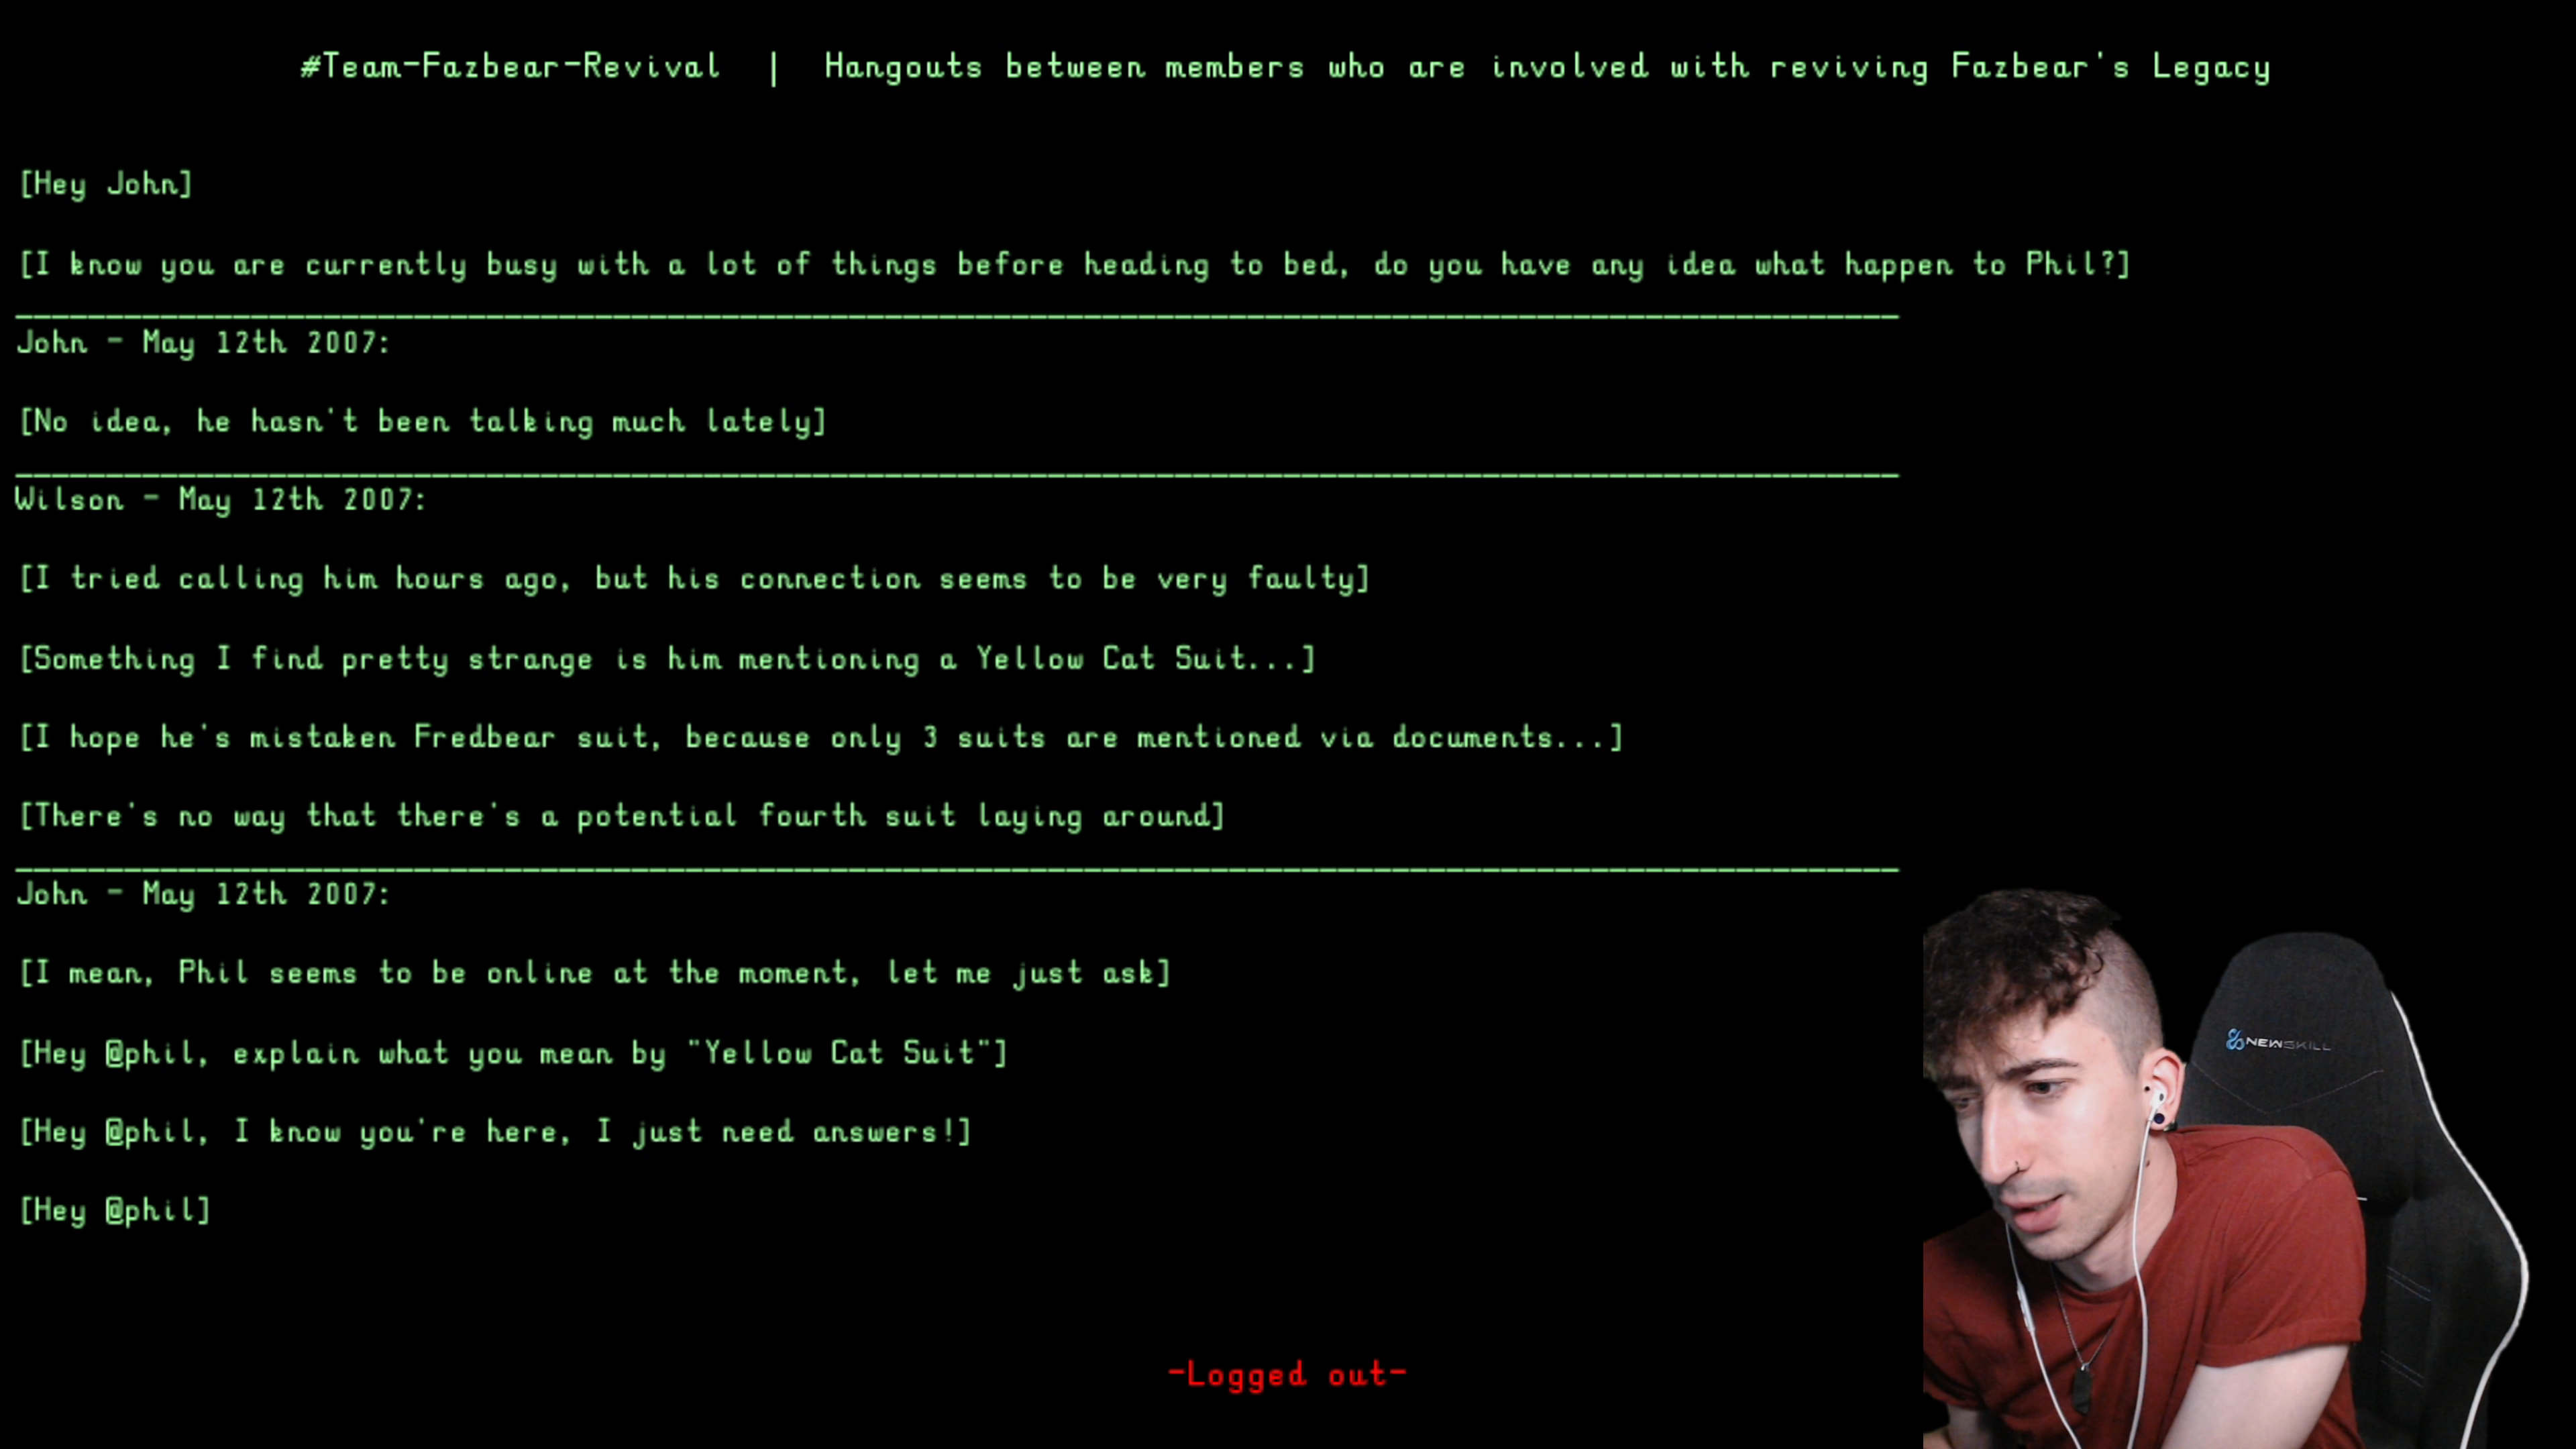 #Team-Fazbear-Revival | Hangouts between members who are involved with reviving Fazbear's Legacy
[Hey John]
[I know you are currently busy with a lot of things before heading to bed, do you have any idea what happen to Phil?]
John - May 12th 2007:
[No idea, he hasn't been talking much lately]
Wilson - May 12th 2007:
[I tried calling him hours ago, but his connection seems to be very faulty]
[Something I find pretty strange is him mentioning a Yellow Cat Suit...]
[I hope he's mistaken Fredbear suit, because only 3 suits are mentioned via documents...]
[There's no way that there's a potential fourth suit laying around]
John - May 12th 2007:
[I mean, Phil seems to be online at the moment, let me just ask]
[Hey @phil, explain what you mean by "Yellow Cat Suit"]
[Hey @phil, I know you're here, I just need answers!]
[Hey @phil]
NEWSKILL
-Logged out-